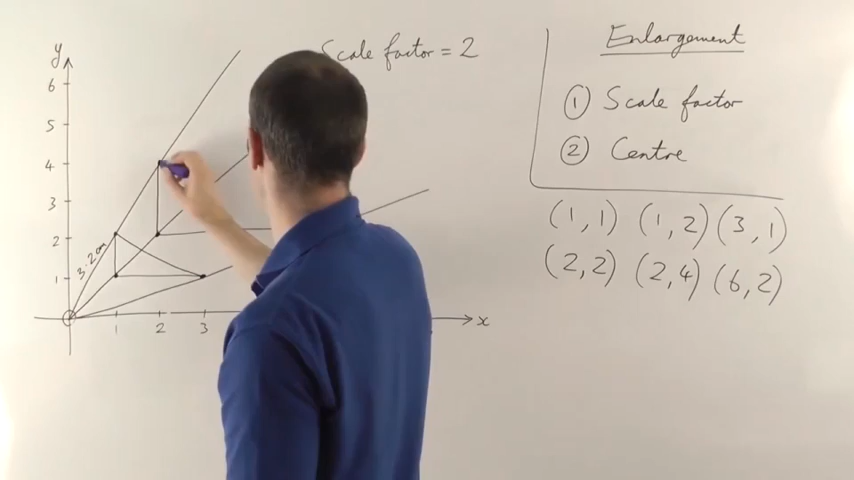 Scale factor = 2
Enlargement
① Scale factor
② Centre
(1,1) (1,2) (3,1)
(2,2) (2,4) (6,2)
y
6
5
4
3
2
1
3.2cm
1 2 3 x